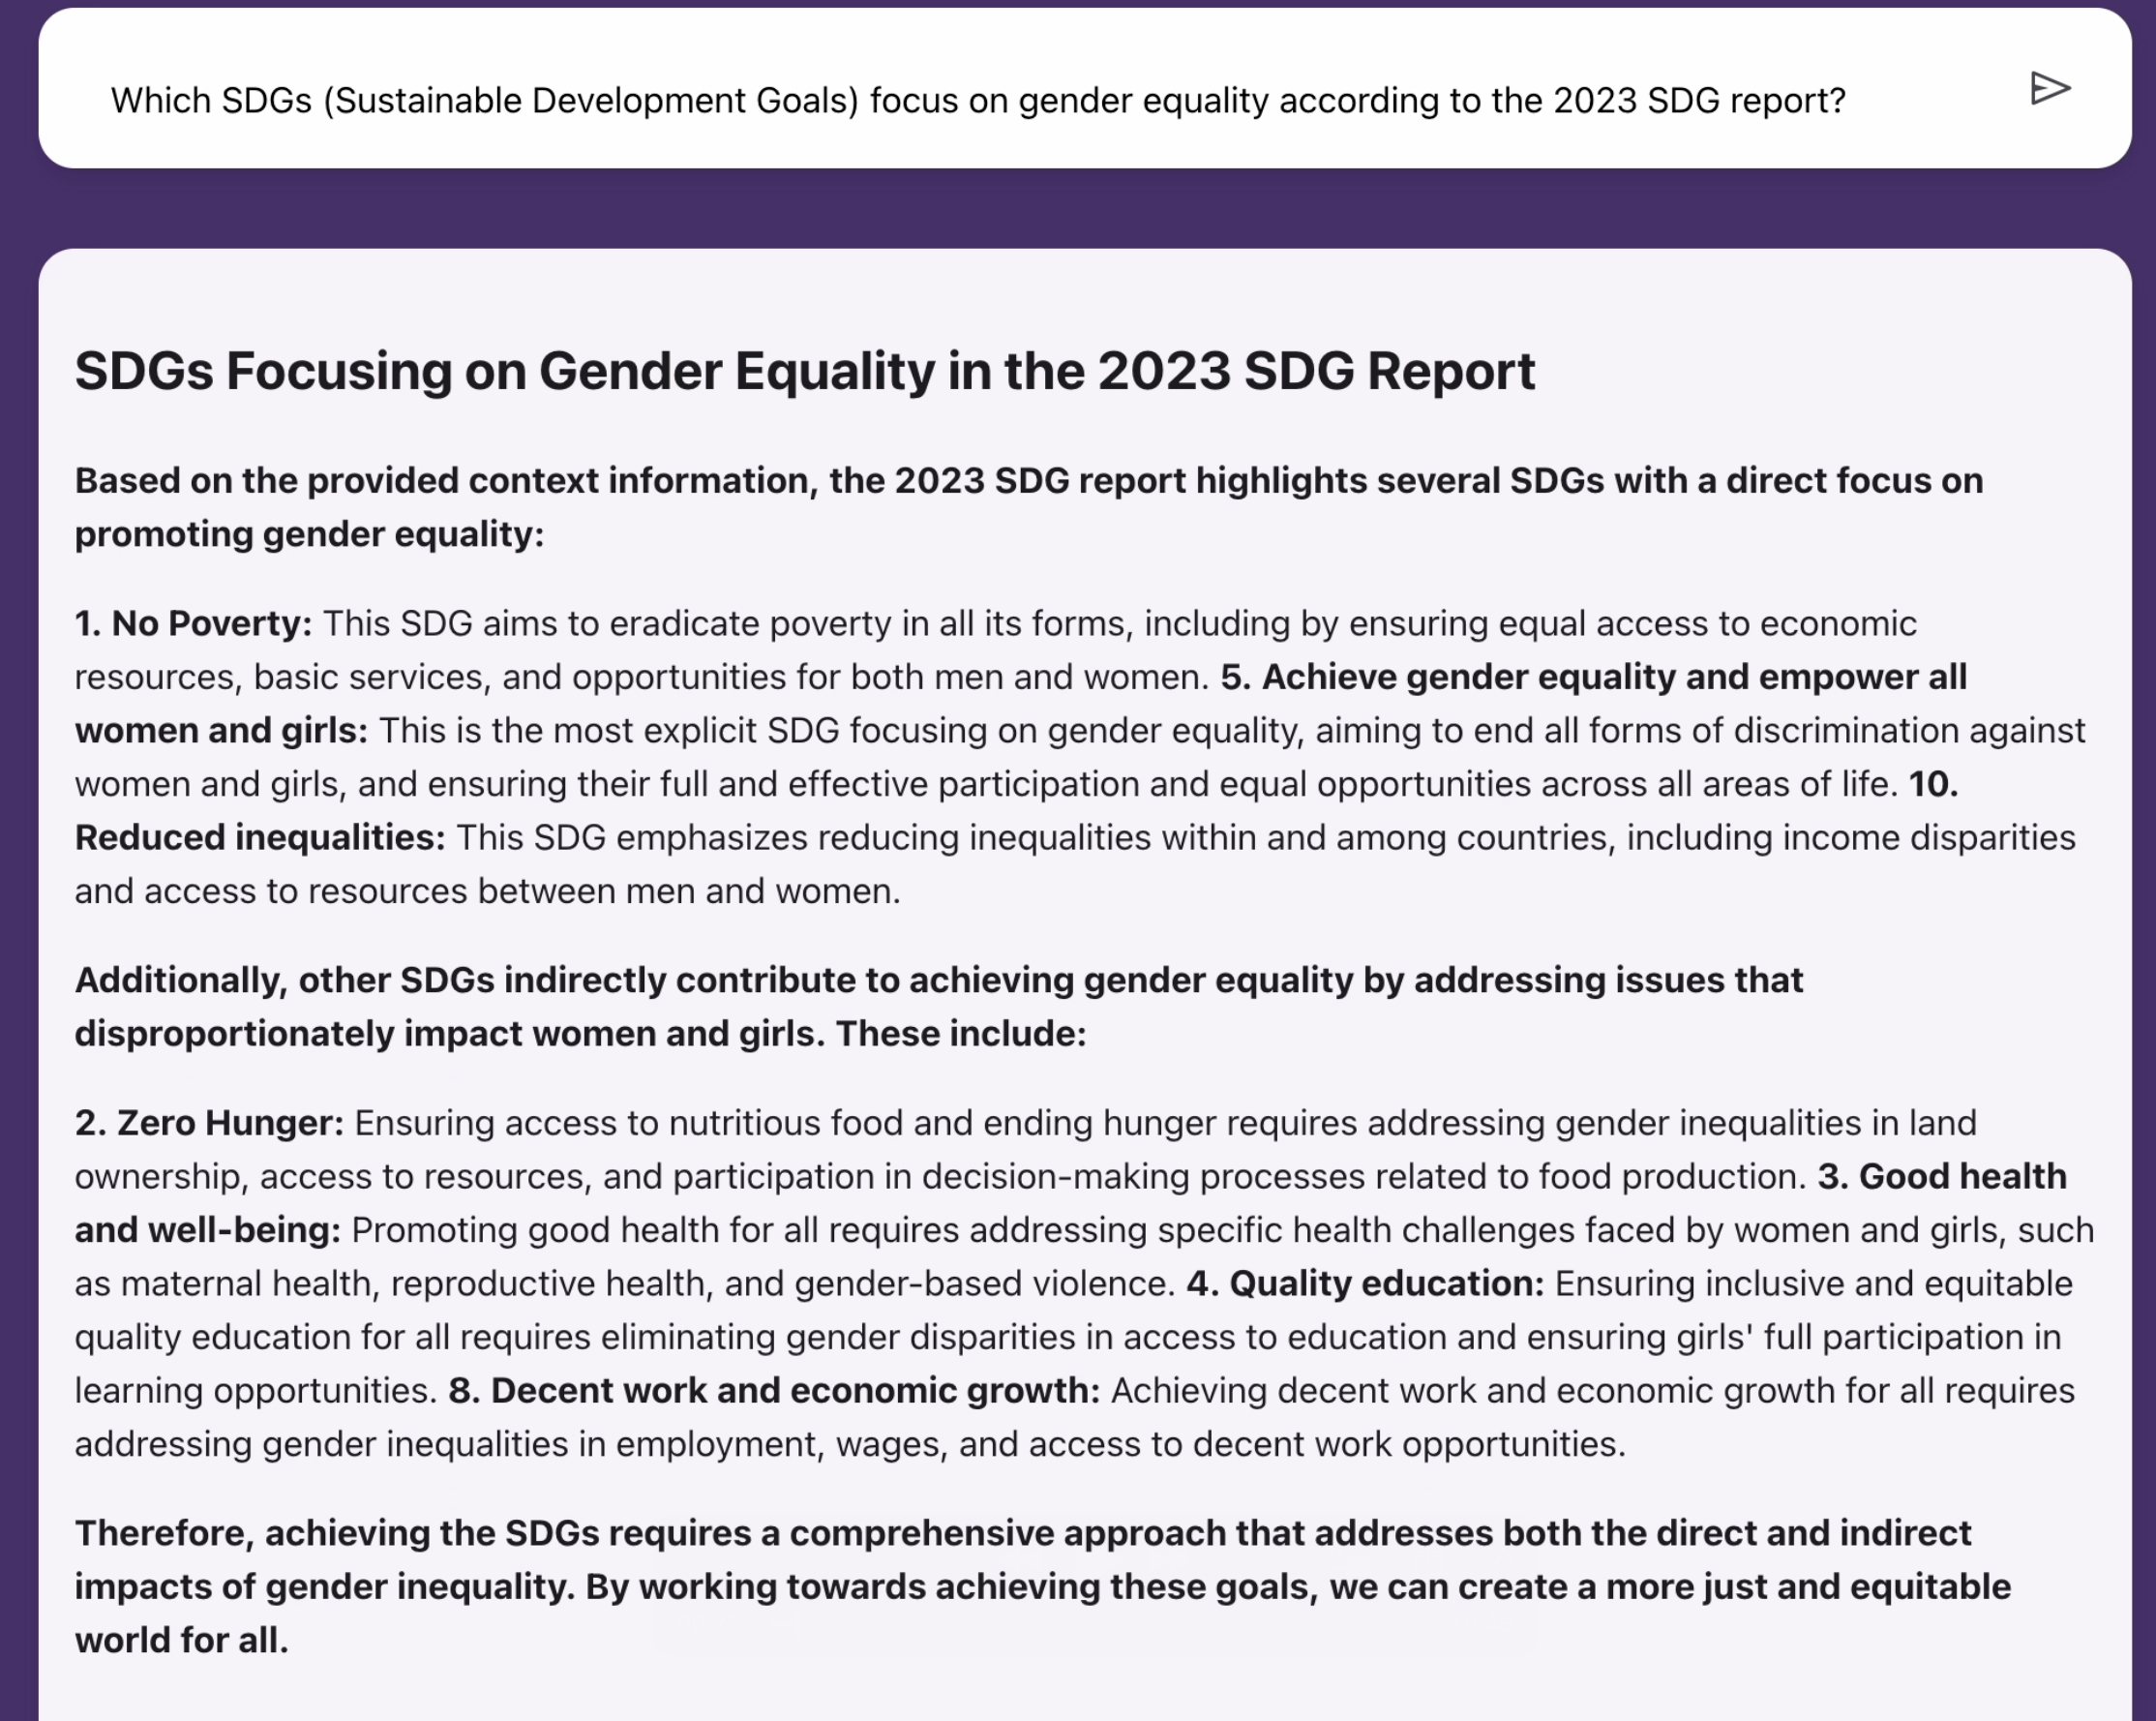 Which SDGs (Sustainable Development Goals) focus on gender equality according to the 2023 SDG report?
SDGs Focusing on Gender Equality in the 2023 SDG Report
Based on the provided context information, the 2023 SDG report highlights several SDGs with a direct focus on
promoting gender equality:
1. No Poverty: This SDG aims to eradicate poverty in all its forms, including by ensuring equal access to economic
resources, basic services, and opportunities for both men and women. 5. Achieve gender equality and empower all
women and girls: This is the most explicit SDG focusing on gender equality, aiming to end all forms of discrimination against
women and girls, and ensuring their full and effective participation and equal opportunities across all areas of life. 10.
Reduced inequalities: This SDG emphasizes reducing inequalities within and among countries, including income disparities
and access to resources between men and women.
Additionally, other SDGs indirectly contribute to achieving gender equality by addressing issues that
disproportionately impact women and girls. These include:
2. Zero Hunger: Ensuring access to nutritious food and ending hunger requires addressing gender inequalities in land
ownership, access to resources, and participation in decision-making processes related to food production. 3. Good health
and well-being: Promoting good health for all requires addressing specific health challenges faced by women and girls, such
as maternal health, reproductive health, and gender-based violence. 4. Quality education: Ensuring inclusive and equitable
quality education for all requires eliminating gender disparities in access to education and ensuring girls' full participation in
learning opportunities. 8. Decent work and economic growth: Achieving decent work and economic growth for all requires
addressing gender inequalities in employment, wages, and access to decent work opportunities.
Therefore, achieving the SDGs requires a comprehensive approach that addresses both the direct and indirect
impacts of gender inequality. By working towards achieving these goals, we can create a more just and equitable
world for all.